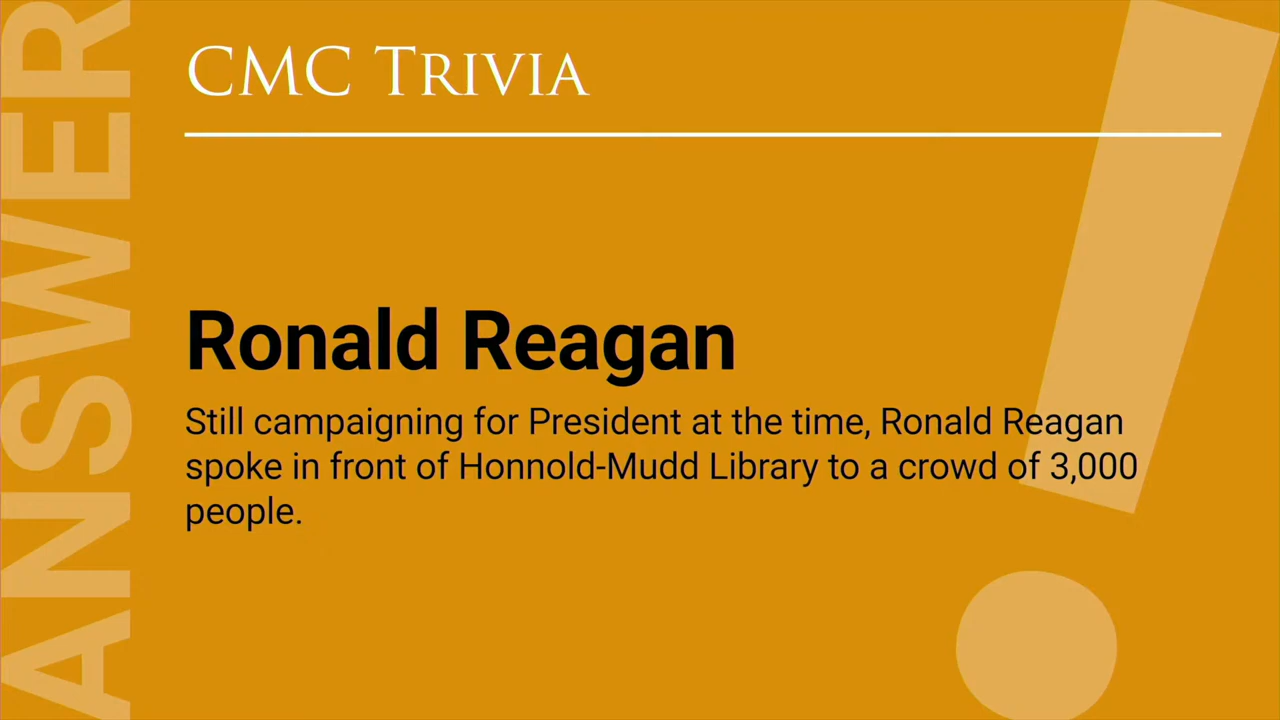 CMC TRIVIA
ANSWER
Ronald Reagan
Still campaigning for President at the time, Ronald Reagan
spoke in front of Honnold-Mudd Library to a crowd of 3,000
people.
!